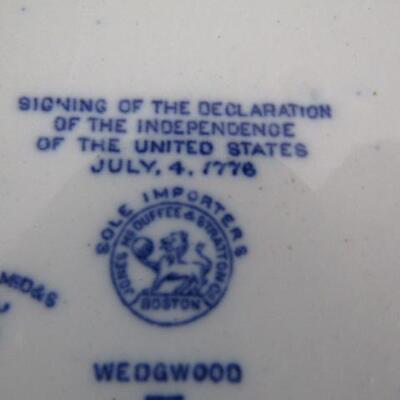 SIGNING OF THE DECLARATION
OF THE INDEPENDENCE
OF THE UNITED STATES
JULY, 4, 1776
SOLE IMPORTERS
JONES McDUFFEE & STRATTON CO
BOSTON
WEDGWOOD